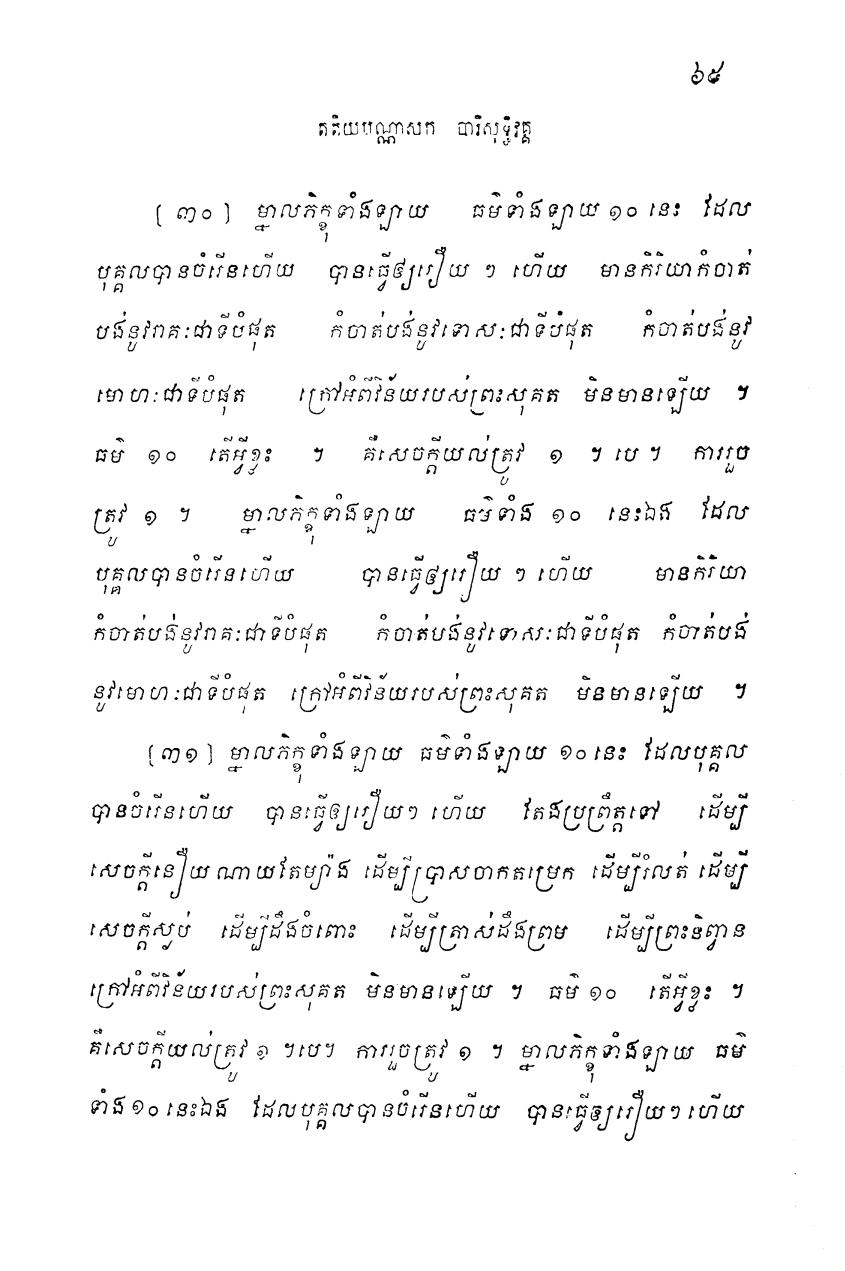 ៦៥
តតិយបណ្ណាសក បារិសុទ្ធិវគ្គ
(៣០) ម្នាលភិក្ខុទាំងឡាយ ធម៌ទាំងឡាយ ១០ នេះ ដែល
បុគ្គលបានចំរើនហើយ បានធ្វើឲ្យរឿយ ៗ ហើយ មានកិរិយាកំចាត់
បង់នូវរាគៈជាទីបំផុត កំចាត់បង់នូវទោសៈជាទីបំផុត កំចាត់បង់នូវ
មោហៈជាទីបំផុត ក្រៅអំពីវិន័យរបស់ព្រះសុគត មិនមានឡើយ ។
ធម៌ ១០ តើអ្វីខ្លះ ។ គឺសេចក្តីយល់ត្រូវ ១ ។ បេ ។ ការរួច
ត្រូវ ១ ។ ម្នាលភិក្ខុទាំងឡាយ ធម៌ទាំង ១០ នេះឯង ដែល
បុគ្គលបានចំរើនហើយ បានធ្វើឲ្យរឿយ ៗ ហើយ មានកិរិយា
កំចាត់បង់នូវរាគៈជាទីបំផុត កំចាត់បង់នូវទោសៈជាទីបំផុត កំចាត់បង់
នូវមោហៈជាទីបំផុត ក្រៅអំពីវិន័យរបស់ព្រះសុគត មិនមានឡើយ ។
(៣១) ម្នាលភិក្ខុទាំងឡាយ ធម៌ទាំងឡាយ ១០ នេះ ដែលបុគ្គល
បានចំរើនហើយ បានធ្វើឲ្យរឿយៗ ហើយ តែងប្រព្រឹត្តទៅ ដើម្បី
សេចក្តីនឿយណាយតែម្យ៉ាង ដើម្បីប្រាសចាកតម្រេក ដើម្បីរំលត់ ដើម្បី
សេចក្តីស្ងប់ ដើម្បីដឹងចំពោះ ដើម្បីត្រាស់ដឹងព្រម ដើម្បីព្រះនិព្វាន
ក្រៅអំពីវិន័យរបស់ព្រះសុគត មិនមានឡើយ ។ ធម៌ ១០ តើអ្វីខ្លះ ។
គឺសេចក្តីយល់ត្រូវ ១ ។បេ។ ការរួចត្រូវ ១ ។ ម្នាលភិក្ខុទាំងឡាយ ធម៌
ទាំង ១០ នេះឯង ដែលបុគ្គលបានចំរើនហើយ បានធ្វើឲ្យរឿយៗ ហើយ